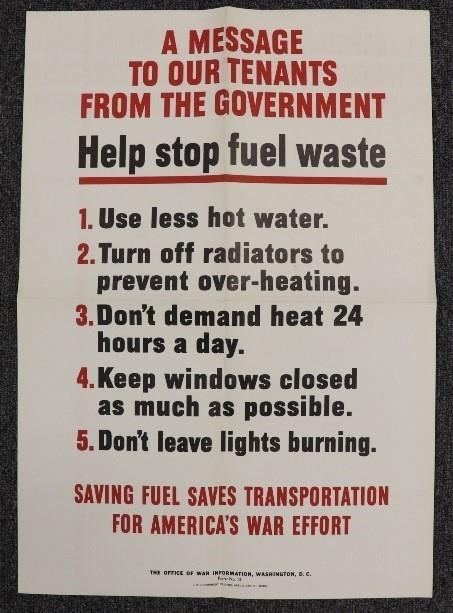 A MESSAGE
TO OUR TENANTS
FROM THE GOVERNMENT
Help stop fuel waste
1. Use less hot water.
2. Turn off radiators to
prevent over-heating.
3. Don't demand heat 24
hours a day.
4. Keep windows closed
as much as possible.
5. Don't leave lights burning.
SAVING FUEL SAVES TRANSPORTATION
FOR AMERICA'S WAR EFFORT
THE OFFICE OF WAR INFORMATION, WASHINGTON, D. C.